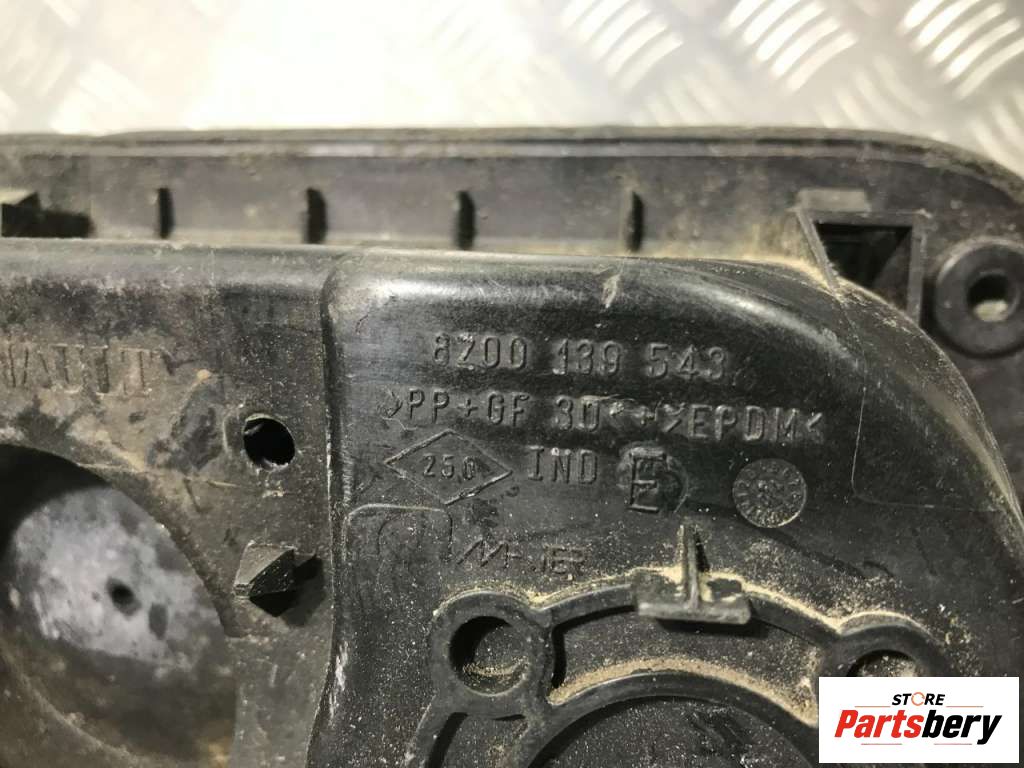 8200 139 543
>PP+GF 30<+>EPDM<
250 IND E
STORE
Partsbery